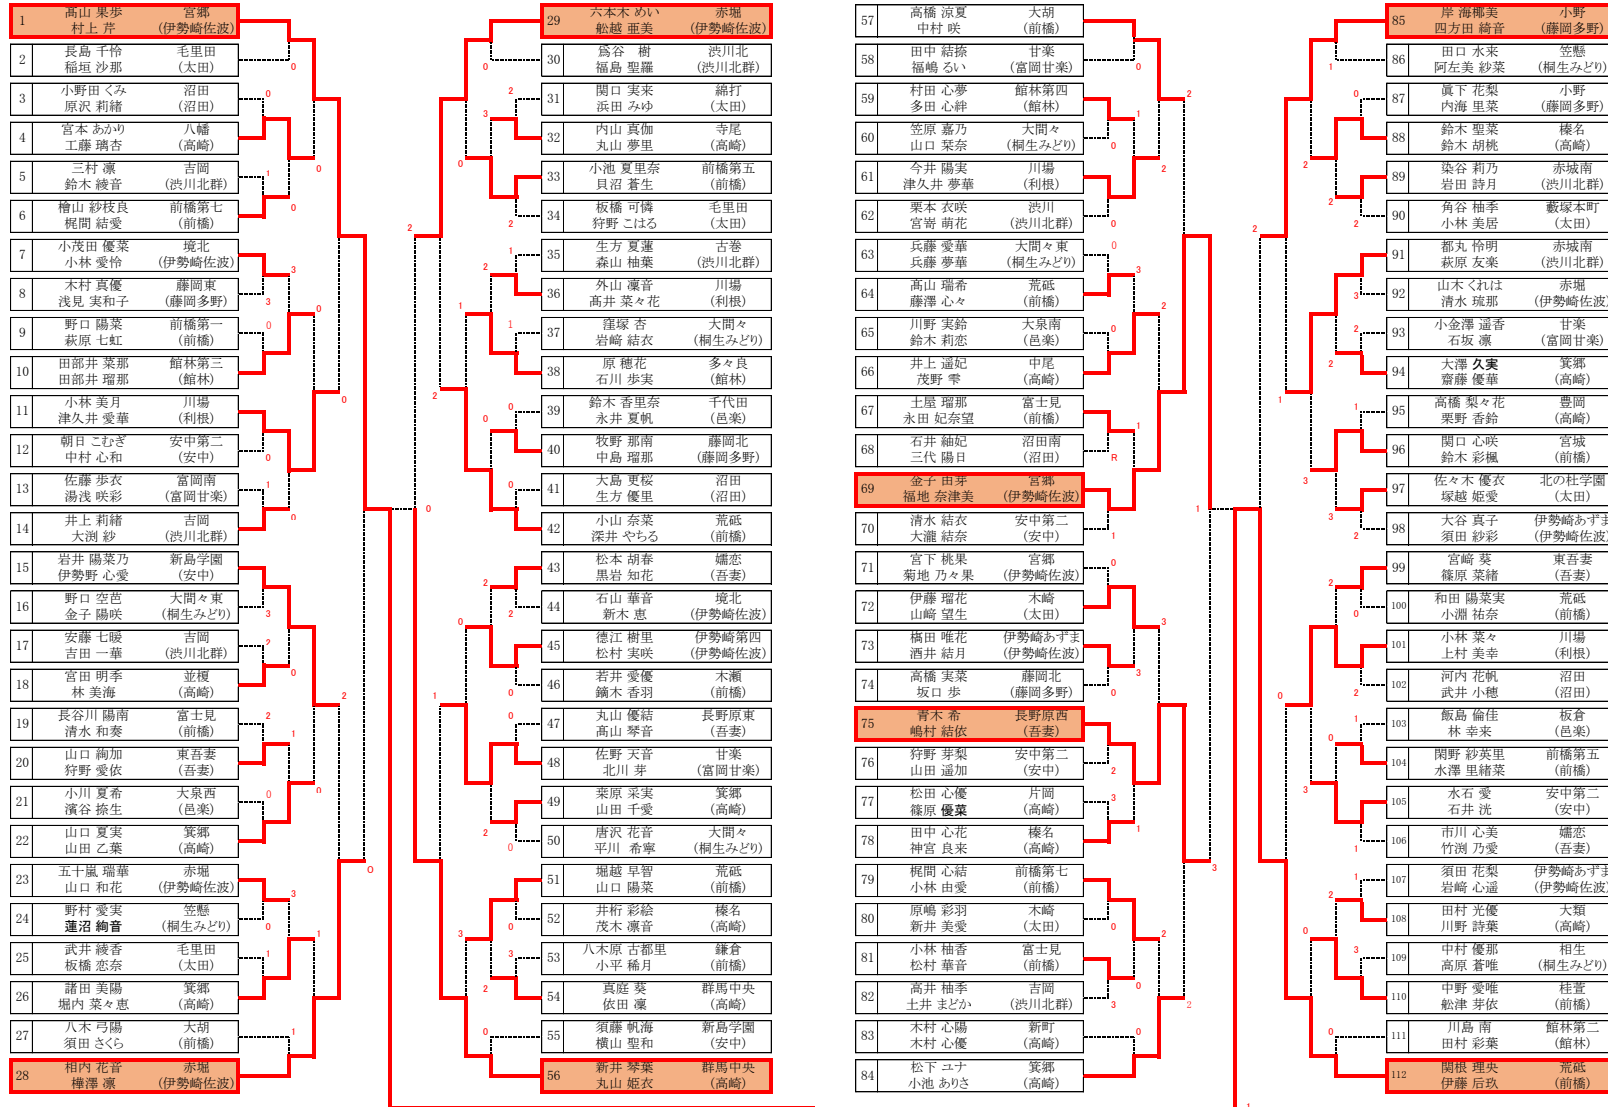 1 髙山 果歩 宮郷
村上 芹 (伊勢崎佐波)
2 長島 千怜 毛里田
稲垣 沙那 (太田)
3 小野田 くみ 沼田
原沢 莉緒 (沼田)
4 宮本 あかり 八幡
工藤 璃杏 (高崎)
5 三村 凛 吉岡
鈴木 綾音 (渋川北群)
6 檜山 紗枝良 前橋第七
梶間 結愛 (前橋)
7 小茂田 優菜 境北
小林 愛怜 (伊勢崎佐波)
8 木村 真優 藤岡東
浅見 実和子 (藤岡多野)
9 野口 陽菜 前橋第一
萩原 七虹 (前橋)
10 田部井 菜那 館林第三
田部井 瑠那 (館林)
11 小林 美月 川場
津久井 愛華 (利根)
12 朝日 こむぎ 安中第二
中村 心和 (安中)
13 佐藤 歩衣 富岡南
湯浅 咲彩 (富岡甘楽)
14 井上 莉緒 吉岡
大渕 紗 (渋川北群)
15 岩井 陽菜乃 新島学園
伊勢野 心愛 (安中)
16 野口 空芭 大間々東
金子 陽咲 (桐生みどり)
17 安藤 七暖 吉岡
吉田 一華 (渋川北群)
18 宮田 明季 並榎
林 美海 (高崎)
19 長谷川 陽南 富士見
清水 和奏 (前橋)
20 山口 絢加 東吾妻
狩野 愛依 (吾妻)
21 小川 夏希 大泉西
濱谷 捺生 (邑楽)
22 山口 夏実 箕郷
山田 乙葉 (高崎)
23 五十嵐 瑞華 赤堀
山口 和花 (伊勢崎佐波)
24 野村 愛実 笠懸
蓮沼 絢音 (桐生みどり)
25 武井 綾香 毛里田
板橋 恋奈 (太田)
26 諸田 美陽 箕郷
堀内 菜々恵 (高崎)
27 八木 弓陽 大胡
須田 さくら (前橋)
28 相内 花音 赤堀
樺澤 凛 (伊勢崎佐波)
29 六本木 めい 赤堀
舩越 亜美 (伊勢崎佐波)
30 爲谷 樹 渋川北
福島 聖羅 (渋川北群)
31 関口 実来 綿打
浜田 みゆ (太田)
32 内山 真伽 寺尾
丸山 夢里 (高崎)
33 小池 夏里奈 前橋第五
貝沼 蒼生 (前橋)
34 板橋 可憐 毛里田
狩野 こはる (太田)
35 生方 夏蓮 古巻
森山 柚葉 (渋川北群)
36 外山 凜音 川場
髙井 菜々花 (利根)
37 窪塚 杏 大間々
岩﨑 結衣 (桐生みどり)
38 原 穂花 多々良
石川 歩実 (館林)
39 鈴木 香里奈 千代田
永井 夏帆 (邑楽)
40 牧野 那南 藤岡北
中島 瑠那 (藤岡多野)
41 大島 更桜 沼田
生方 優里 (沼田)
42 小山 奈菜 荒砥
深井 やちる (前橋)
43 松本 胡春 嬬恋
黒岩 知花 (吾妻)
44 石山 華音 境北
新木 恵 (伊勢崎佐波)
45 德江 樹里 伊勢崎第四
松村 実咲 (伊勢崎佐波)
46 若井 愛優 木瀬
鏑木 香羽 (前橋)
47 丸山 優結 長野原東
髙山 琴音 (吾妻)
48 佐野 天音 甘楽
北川 芽 (富岡甘楽)
49 桒原 采実 箕郷
山田 千愛 (高崎)
50 唐沢 花音 大間々
平川 希寧 (桐生みどり)
51 堀越 早智 荒砥
山口 陽菜 (前橋)
52 井桁 彩絵 榛名
茂木 凛音 (高崎)
53 八木原 古都里 鎌倉
小平 稀月 (前橋)
54 真庭 葵 群馬中央
依田 凜 (高崎)
55 須藤 帆海 新島学園
横山 聖和 (安中)
56 新井 琴葉 群馬中央
丸山 姫衣 (高崎)
57 高橋 涼夏 大胡
中村 咲 (前橋)
58 田中 結捺 甘楽
福嶋 るい (富岡甘楽)
59 村田 心夢 館林第四
多田 心絆 (館林)
60 笠原 嘉乃 大間々
山口 栞奈 (桐生みどり)
61 今井 陽実 川場
津久井 夢華 (利根)
62 栗本 衣咲 渋川
宮嵜 萌花 (渋川北群)
63 兵藤 愛華 大間々東
兵藤 夢華 (桐生みどり)
64 髙山 瑞希 荒砥
藤澤 心々 (前橋)
65 川野 実鈴 大泉南
鈴木 莉恋 (邑楽)
66 井上 遥妃 中尾
茂野 雫 (高崎)
67 土屋 瑠那 富士見
永田 妃奈望 (前橋)
68 石井 紬妃 沼田南
三代 陽日 (沼田)
69 金子 由芽 宮郷
福地 奈津美 (伊勢崎佐波)
70 清水 結衣 安中第二
大瀧 結奈 (安中)
71 宮下 桃果 宮郷
菊地 乃々果 (伊勢崎佐波)
72 伊藤 瑠花 木崎
山﨑 望生 (太田)
73 槗田 唯花 伊勢崎あずま
酒井 結月 (伊勢崎佐波)
74 高橋 実菜 藤岡北
坂口 歩 (藤岡多野)
75 青木 希 長野原西
嶋村 結依 (吾妻)
76 狩野 芽梨 安中第二
山田 遥加 (安中)
77 松田 心優 片岡
篠原 優菜 (高崎)
78 田中 心花 榛名
神宮 良来 (高崎)
79 梶間 心結 前橋第七
小林 由愛 (前橋)
80 原嶋 彩羽 木崎
新井 美愛 (太田)
81 小林 柚香 富士見
松村 華音 (前橋)
82 高井 柚季 吉岡
土井 まどか (渋川北群)
83 木村 心陽 新町
木村 心優 (高崎)
84 松下 ユナ 箕郷
小池 ありさ (高崎)
85 岸 海椰美 小野
四方田 綺音 (藤岡多野)
86 田口 水来 笠懸
阿左美 紗菜 (桐生みどり)
87 眞下 花梨 小野
内海 里菜 (藤岡多野)
88 鈴木 聖菜 榛名
鈴木 胡桃 (高崎)
89 染谷 莉乃 赤城南
岩田 詩月 (渋川北群)
90 角谷 柚季 藪塚本町
小林 美居 (太田)
91 都丸 怜明 赤城南
萩原 友楽 (渋川北群)
92 山木 くれは 赤堀
清水 琉那 (伊勢崎佐波)
93 小金澤 遥香 甘楽
石坂 凛 (富岡甘楽)
94 大澤 久実 箕郷
齋藤 優華 (高崎)
95 高橋 梨々花 豊岡
栗野 香鈴 (高崎)
96 関口 心咲 宮城
鈴木 彩楓 (前橋)
97 佐々木 優衣 北の杜学園
塚越 姫愛 (太田)
98 大谷 真子 伊勢崎あずま
須田 紗彩 (伊勢崎佐波)
99 宮﨑 葵 東吾妻
篠原 菜緒 (吾妻)
100 和田 陽菜実 荒砥
小淵 祐奈 (前橋)
101 小林 菜々 川場
上村 美幸 (利根)
102 河内 花帆 沼田
武井 小穂 (沼田)
103 飯島 倫佳 板倉
林 幸来 (邑楽)
104 関野 紗英里 前橋第五
水澤 里緒菜 (前橋)
105 水石 愛 安中第二
石井 洸 (安中)
106 市川 心美 嬬恋
竹渕 乃愛 (吾妻)
107 須田 花梨 伊勢崎あずま
岩﨑 心遥 (伊勢崎佐波)
108 田村 光優 大類
川野 詩葉 (高崎)
109 中村 優那 相生
高原 蒼唯 (桐生みどり)
110 中野 愛唯 桂萱
舩津 芽依 (前橋)
111 川島 南 館林第二
田村 彩葉 (館林)
112 関根 理央 荒砥
伊藤 后玖 (前橋)